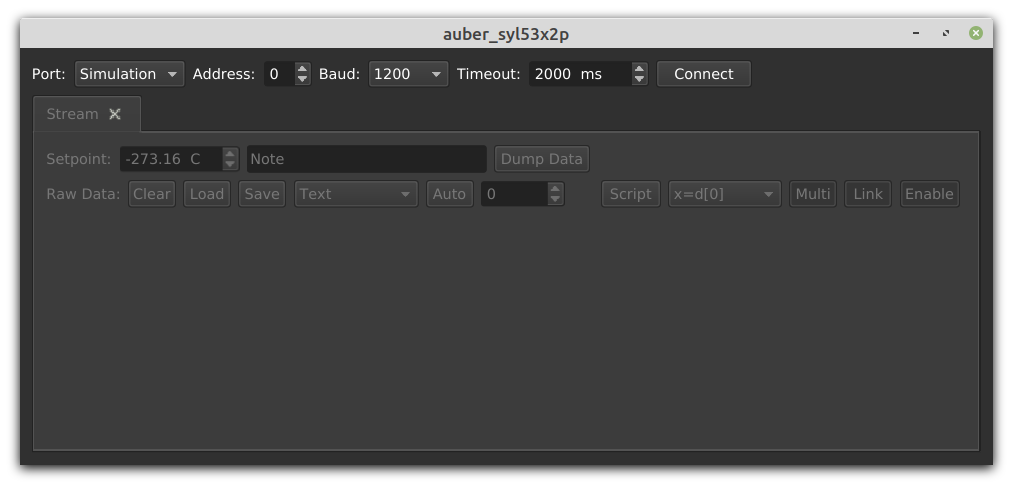 auber_syl53x2p
Port: Simulation Address: 0 Baud: 1200 Timeout: 2000 ms Connect
Stream
Setpoint: -273.16 C Note Dump Data
Raw Data: Clear Load Save Text Auto 0 Script x=d[0] Multi Link Enable